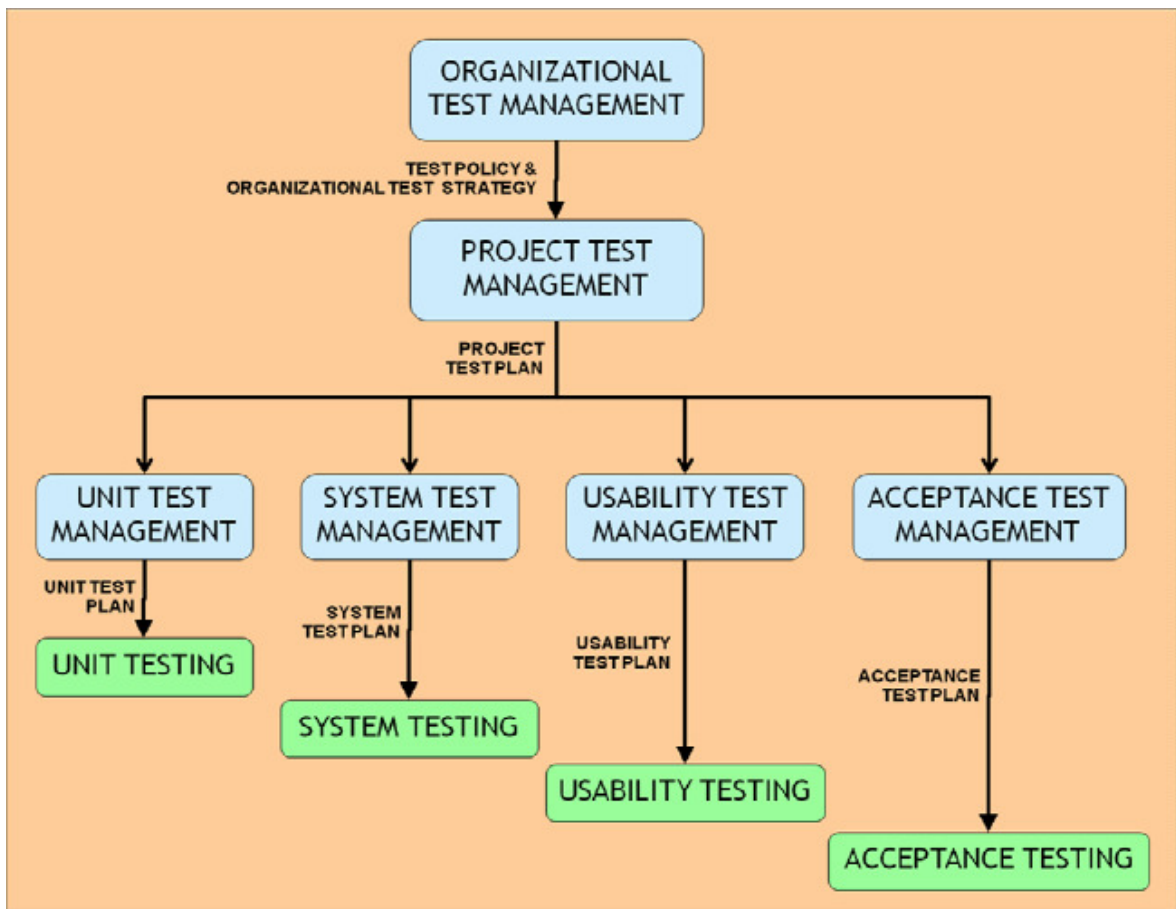 ORGANIZATIONAL
TEST MANAGEMENT
TEST POLICY &
ORGANIZATIONAL TEST STRATEGY
PROJECT TEST
MANAGEMENT
PROJECT
TEST PLAN
UNIT TEST
MANAGEMENT
SYSTEM TEST
MANAGEMENT
USABILITY TEST
MANAGEMENT
ACCEPTANCE TEST
MANAGEMENT
UNIT TEST
PLAN
SYSTEM
TEST PLAN
USABILITY
TEST PLAN
ACCEPTANCE
TEST PLAN
UNIT TESTING
SYSTEM TESTING
USABILITY TESTING
ACCEPTANCE TESTING